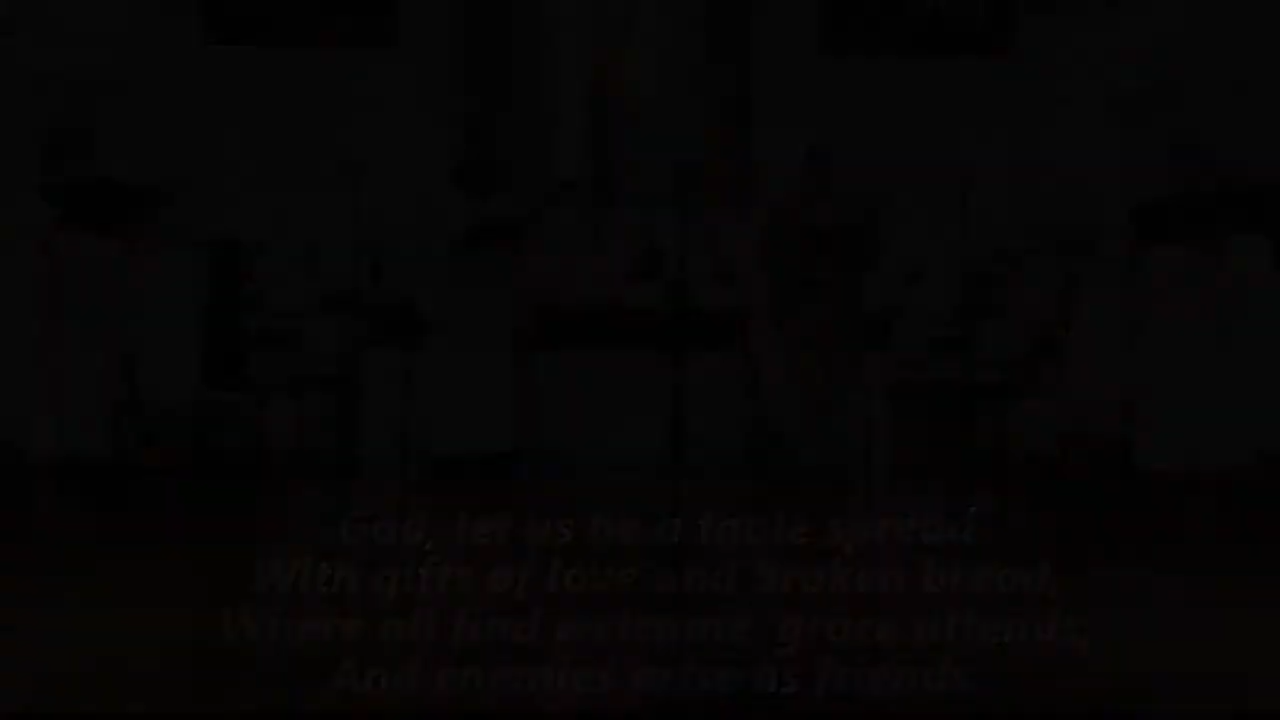 God, let us be a table spread
With gifts of love and broken bread,
Where all find welcome, grace attends,
And enemies arise as friends.